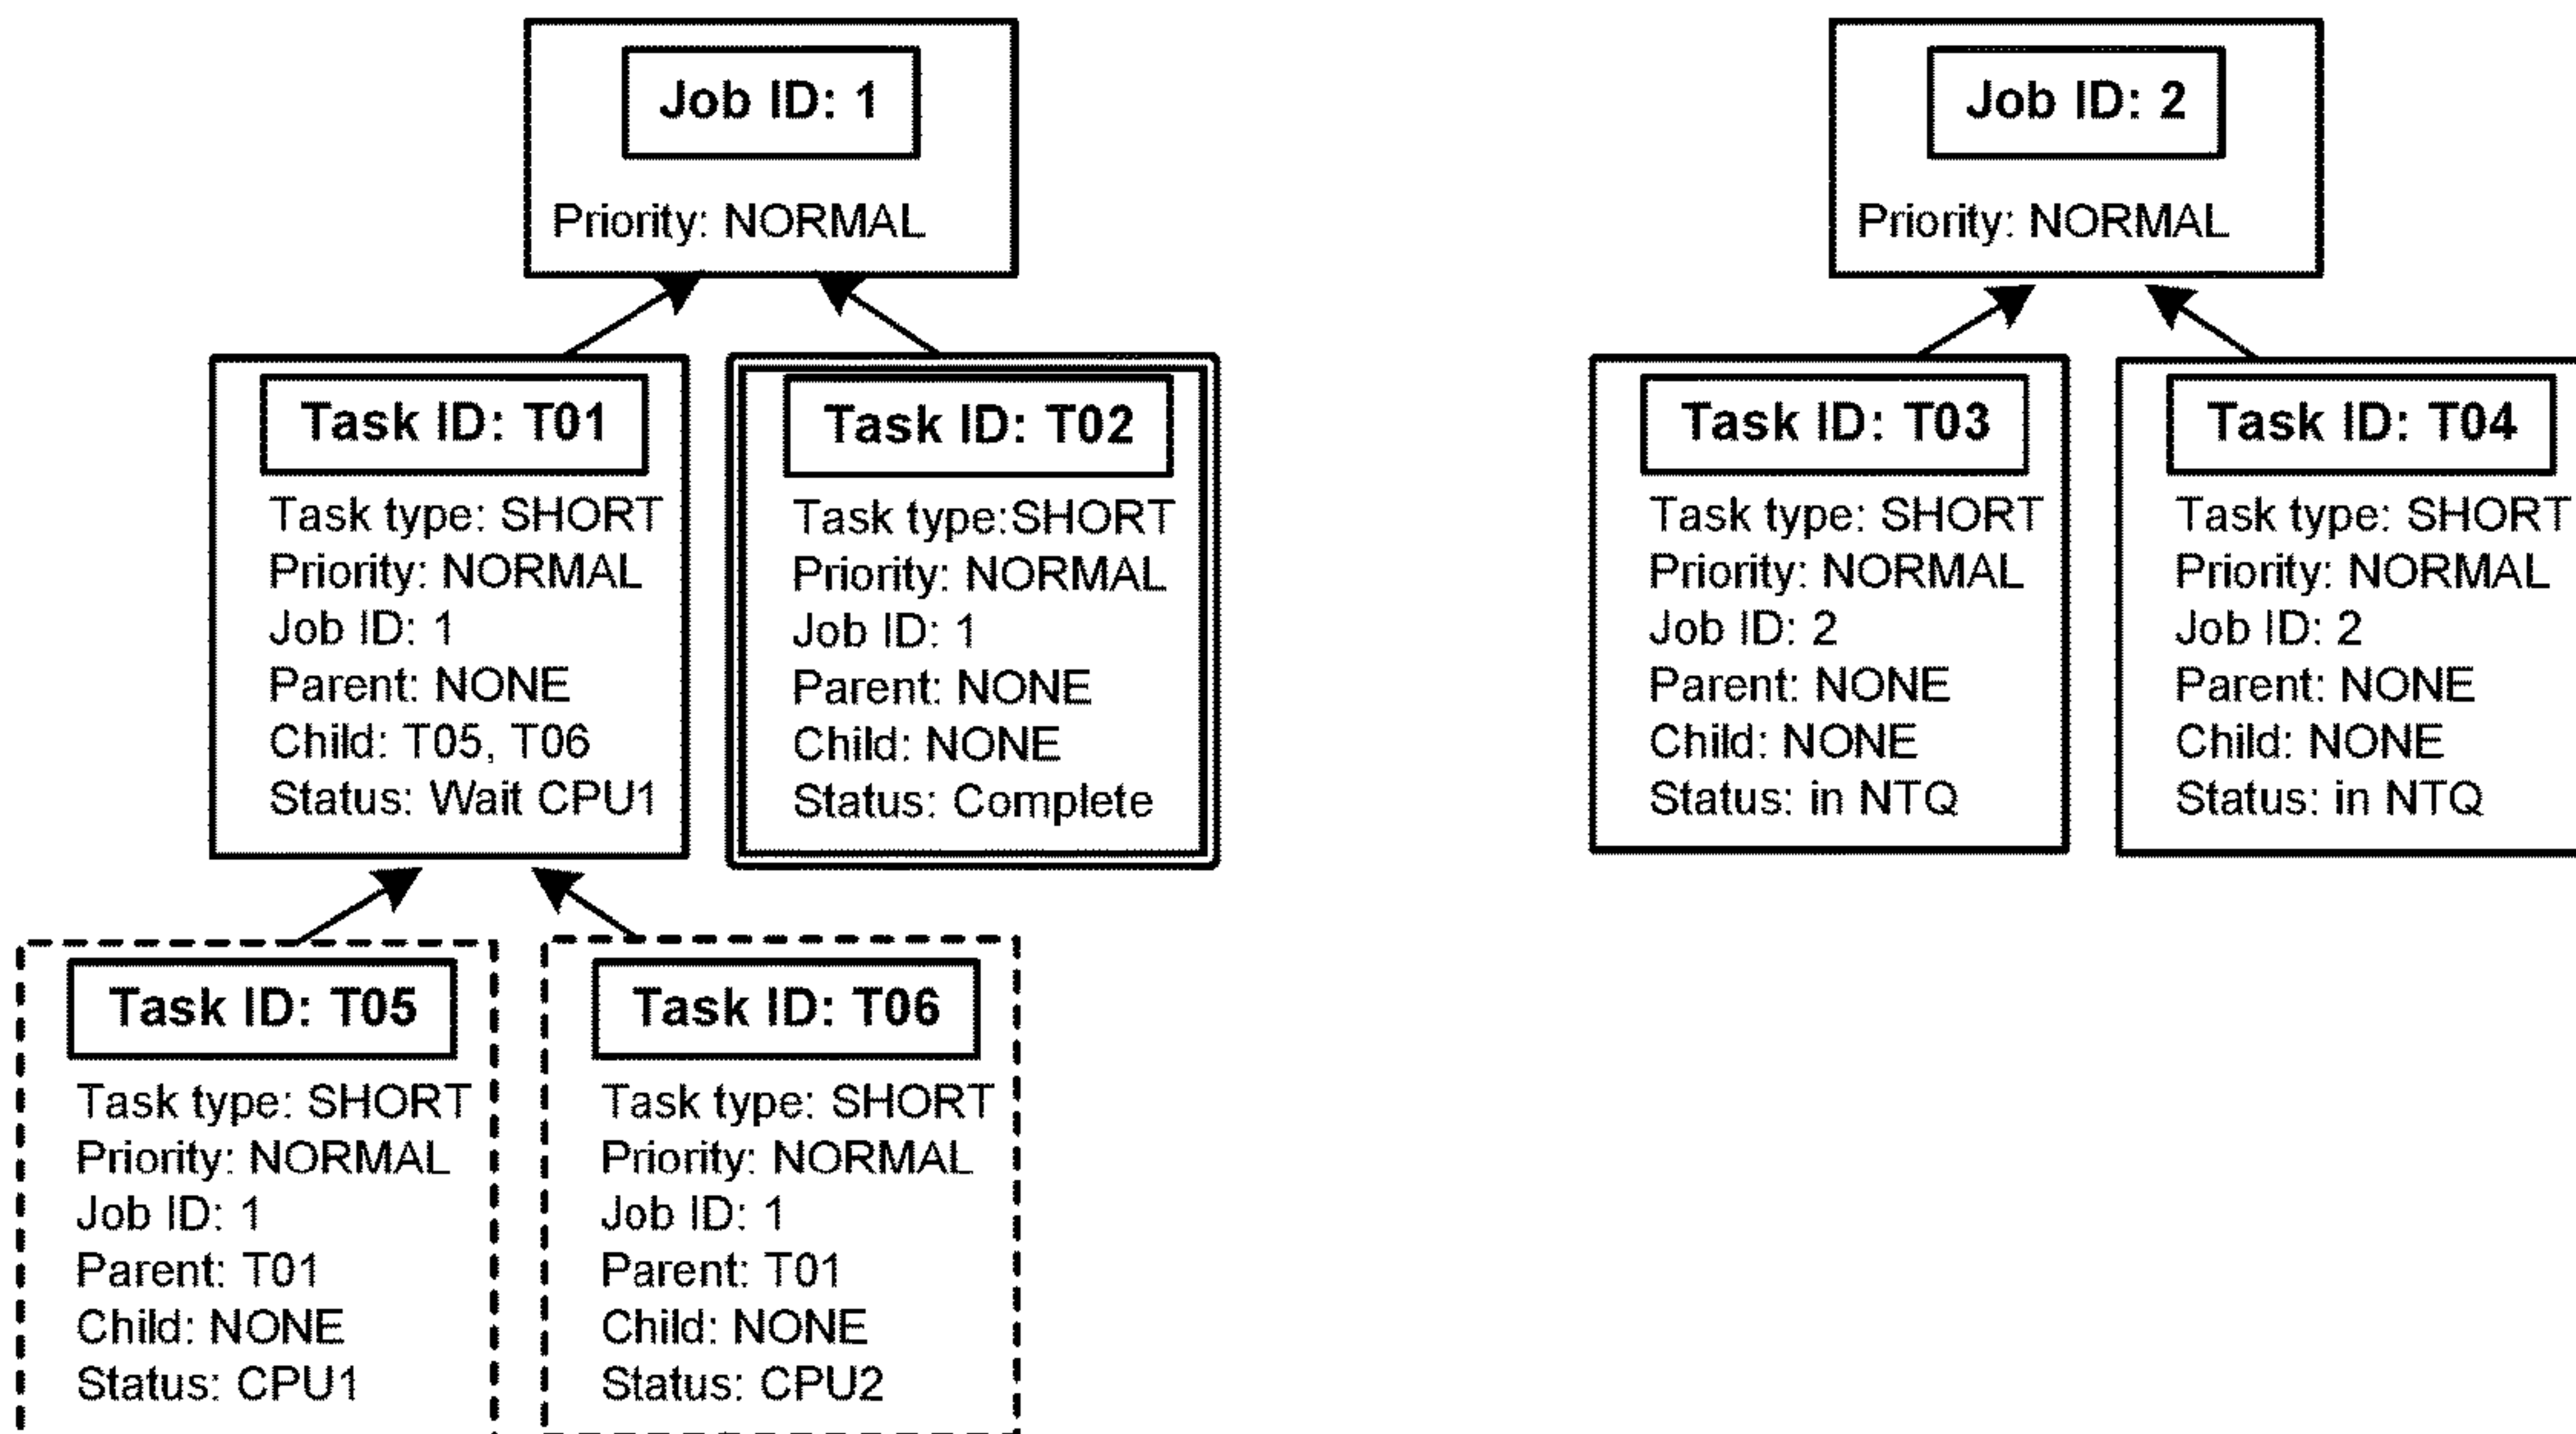 Job ID: 1
Priority: NORMAL
Job ID: 2
Priority: NORMAL
Task ID: T01
Task type: SHORT
Priority: NORMAL
Job ID: 1
Parent: NONE
Child: T05, T06
Status: Wait CPU1
Task ID: T02
Task type:SHORT
Priority: NORMAL
Job ID: 1
Parent: NONE
Child: NONE
Status: Complete
Task ID: T03
Task type: SHORT
Priority: NORMAL
Job ID: 2
Parent: NONE
Child: NONE
Status: in NTQ
Task ID: T04
Task type: SHORT
Priority: NORMAL
Job ID: 2
Parent: NONE
Child: NONE
Status: in NTQ
Task ID: T05
Task type: SHORT
Priority: NORMAL
Job ID: 1
Parent: T01
Child: NONE
Status: CPU1
Task ID: T06
Task type: SHORT
Priority: NORMAL
Job ID: 1
Parent: T01
Child: NONE
Status: CPU2